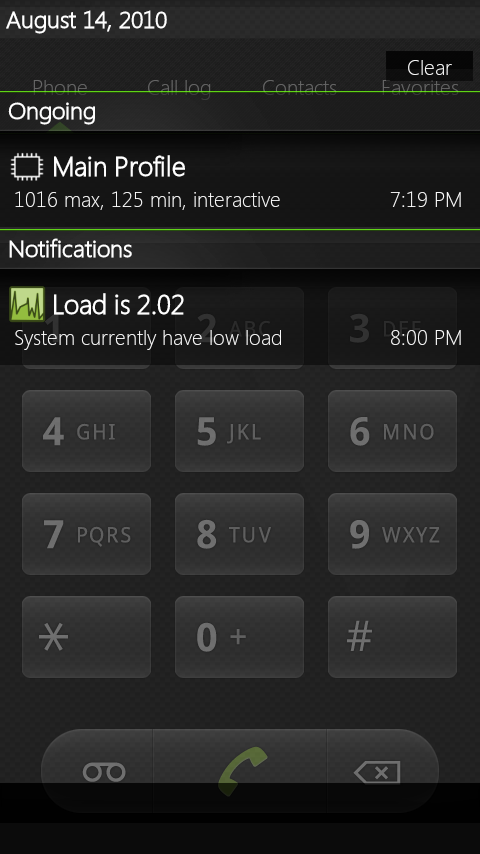 August 14, 2010
Clear
Phone Call log Contacts Favorites
Ongoing
Main Profile
1016 max, 125 min, interactive 7:19 PM
Notifications
Load is 2.02
1 2 ABC 3 DEF
System currently have low load 8:00 PM
4 GHI 5 JKL 6 MNO
7 PQRS 8 TUV 9 WXYZ
* 0 + #